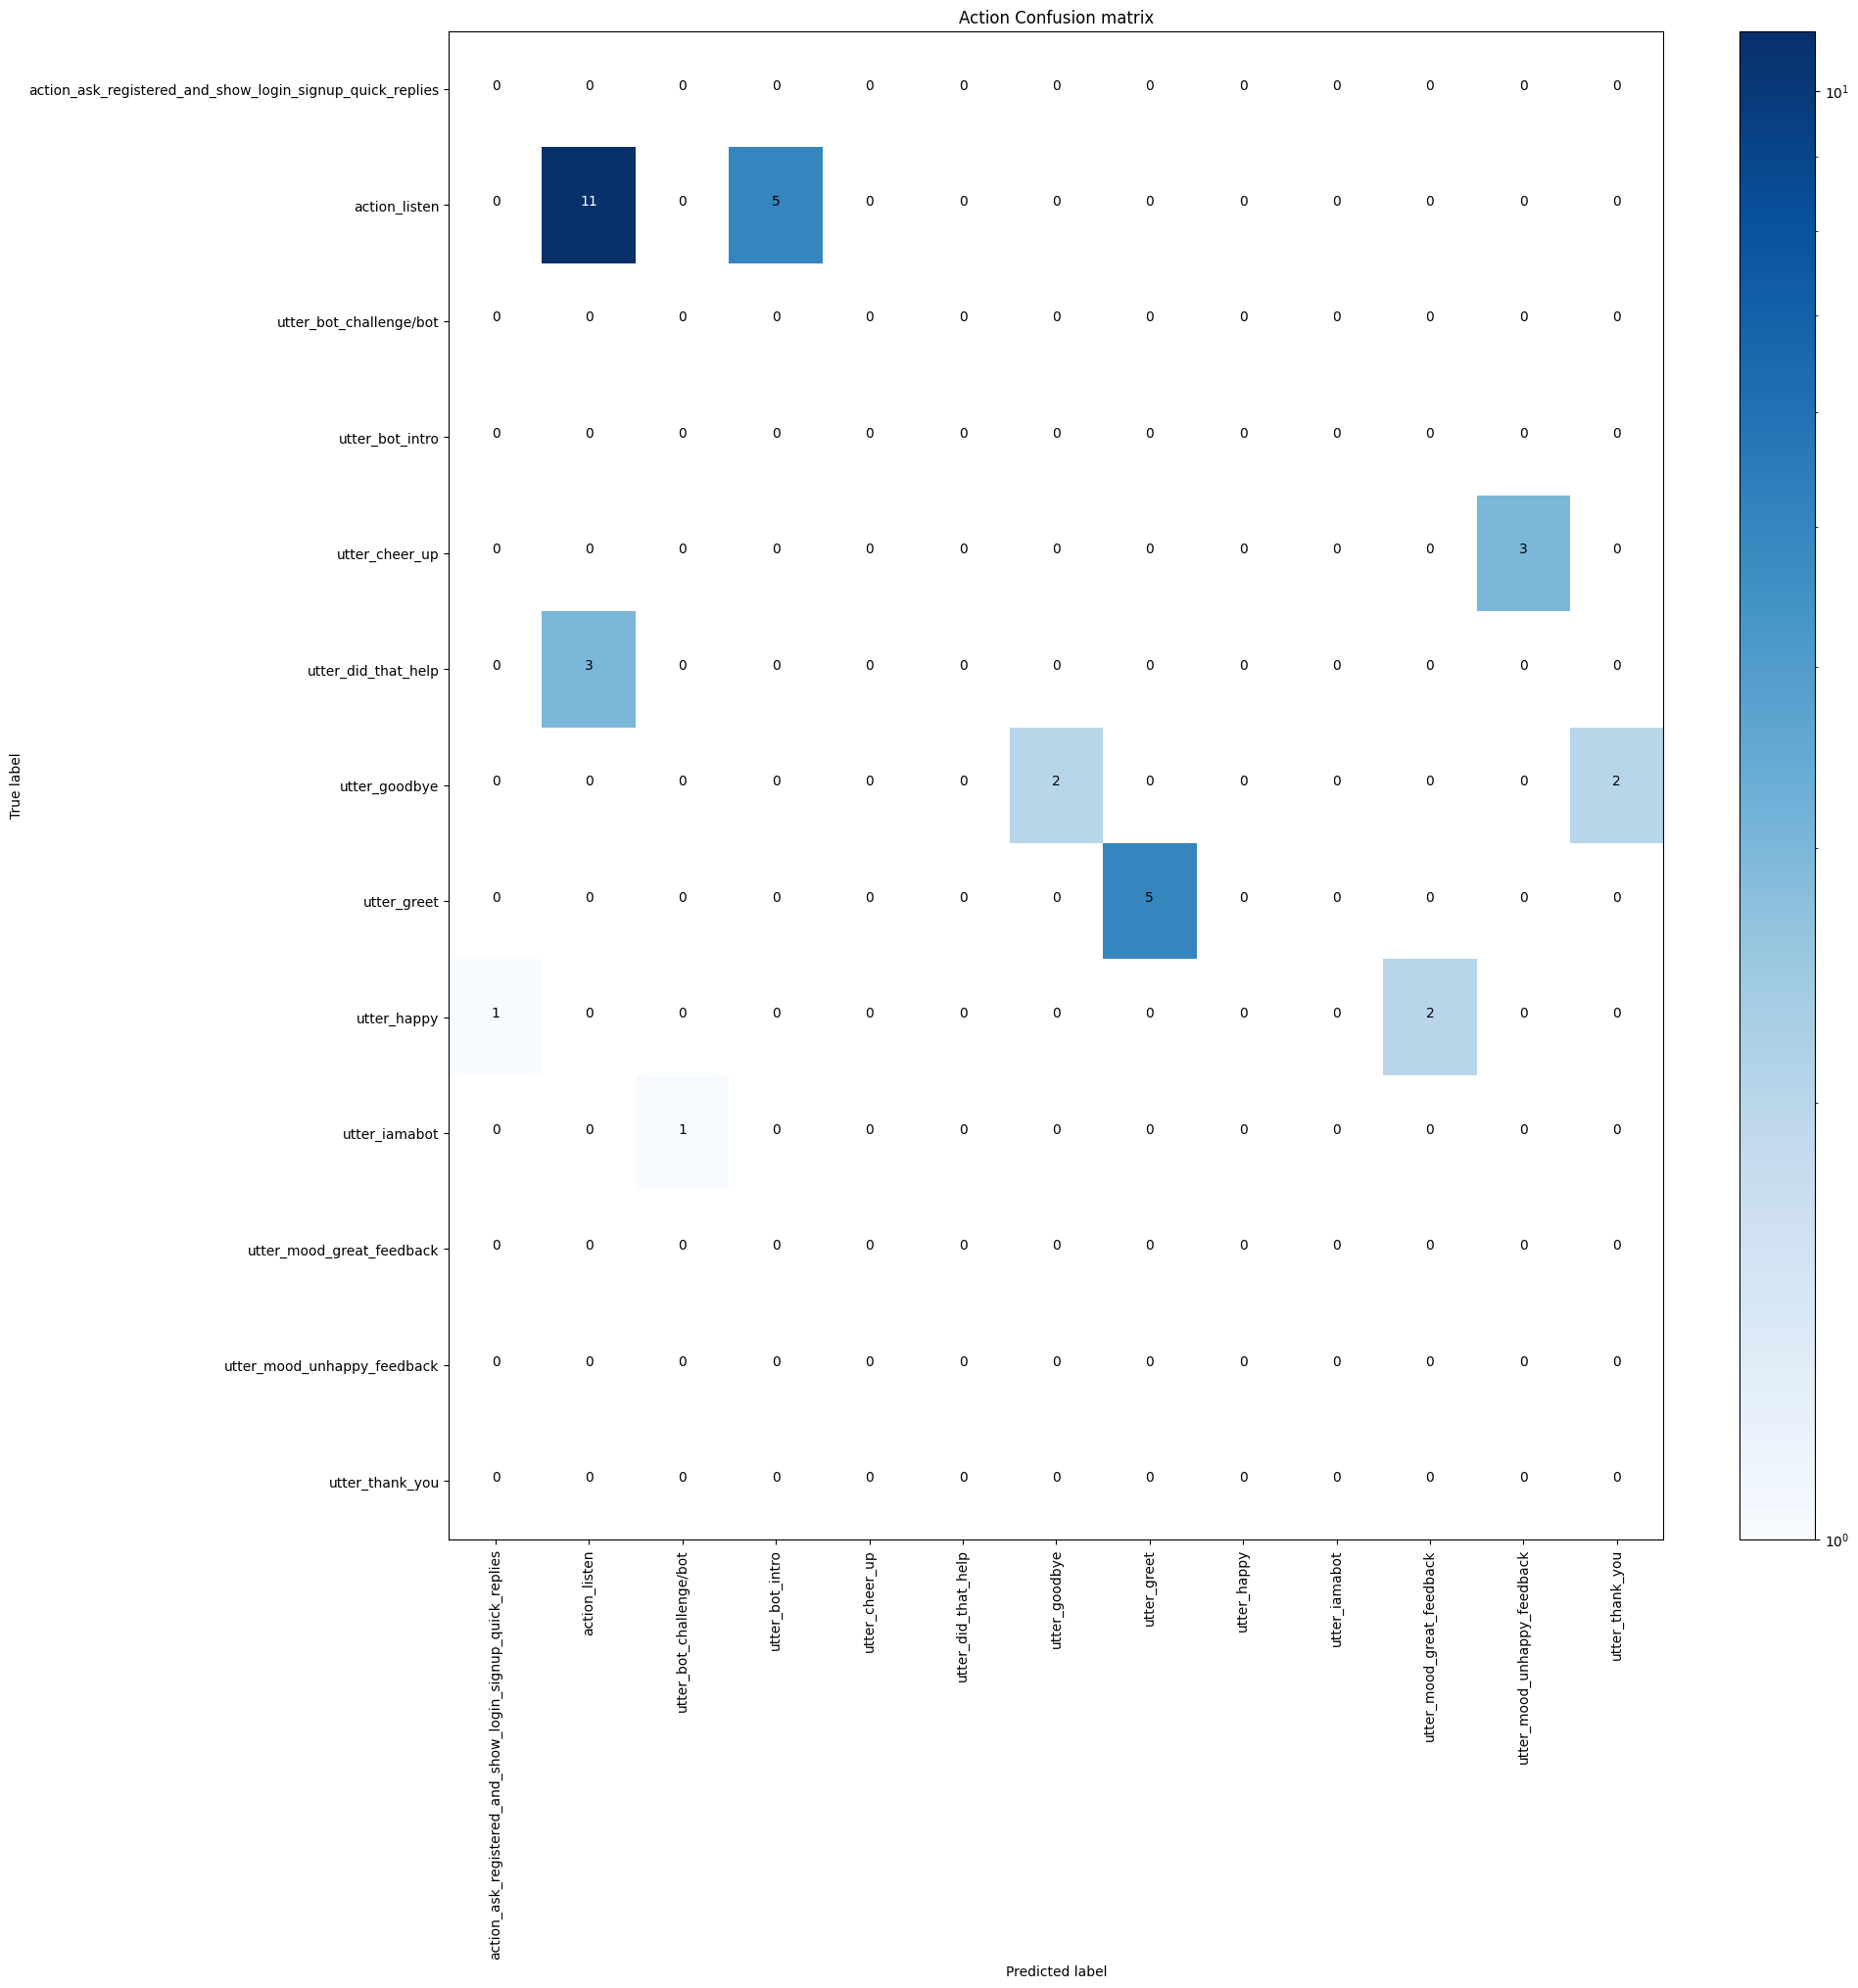 Action Confusion matrix
action_ask_registered_and_show_login_signup_quick_replies 0 0 0 0 0 0 0 0 0 0 0 0 0
action_listen 0 11 0 5 0 0 0 0 0 0 0 0 0
utter_bot_challenge/bot 0 0 0 0 0 0 0 0 0 0 0 0 0
utter_bot_intro 0 0 0 0 0 0 0 0 0 0 0 0 0
utter_cheer_up 0 0 0 0 0 0 0 0 0 0 0 3 0
utter_did_that_help 0 3 0 0 0 0 0 0 0 0 0 0 0
utter_goodbye 0 0 0 0 0 0 2 0 0 0 0 0 2
utter_greet 0 0 0 0 0 0 0 5 0 0 0 0 0
utter_happy 1 0 0 0 0 0 0 0 0 0 2 0 0
utter_iamabot 0 0 1 0 0 0 0 0 0 0 0 0 0
utter_mood_great_feedback 0 0 0 0 0 0 0 0 0 0 0 0 0
utter_mood_unhappy_feedback 0 0 0 0 0 0 0 0 0 0 0 0 0
utter_thank_you 0 0 0 0 0 0 0 0 0 0 0 0 0
True label
action_ask_registered_and_show_login_signup_quick_replies
action_listen
utter_bot_challenge/bot
utter_bot_intro
utter_cheer_up
utter_did_that_help
utter_goodbye
utter_greet
utter_happy
utter_iamabot
utter_mood_great_feedback
utter_mood_unhappy_feedback
utter_thank_you
Predicted label
10¹
10⁰